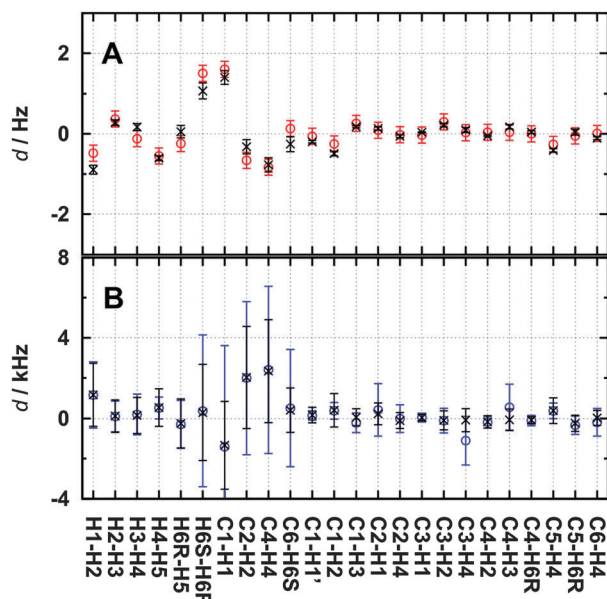 A
d / Hz
2
0
-2
8
B
d / kHz
8
4
0
-4
H1-H2
H2-H3
H3-H4
H4-H5
H6R-H5
H6S-H6R
C1-H1
C2-H2
C4-H4
C6-H6S
C1-H1'
C1-H2
C1-H3
C2-H1
C2-H4
C3-H1
C3-H2
C3-H4
C4-H2
C4-H3
C4-H6R
C5-H4
C5-H6R
C6-H4